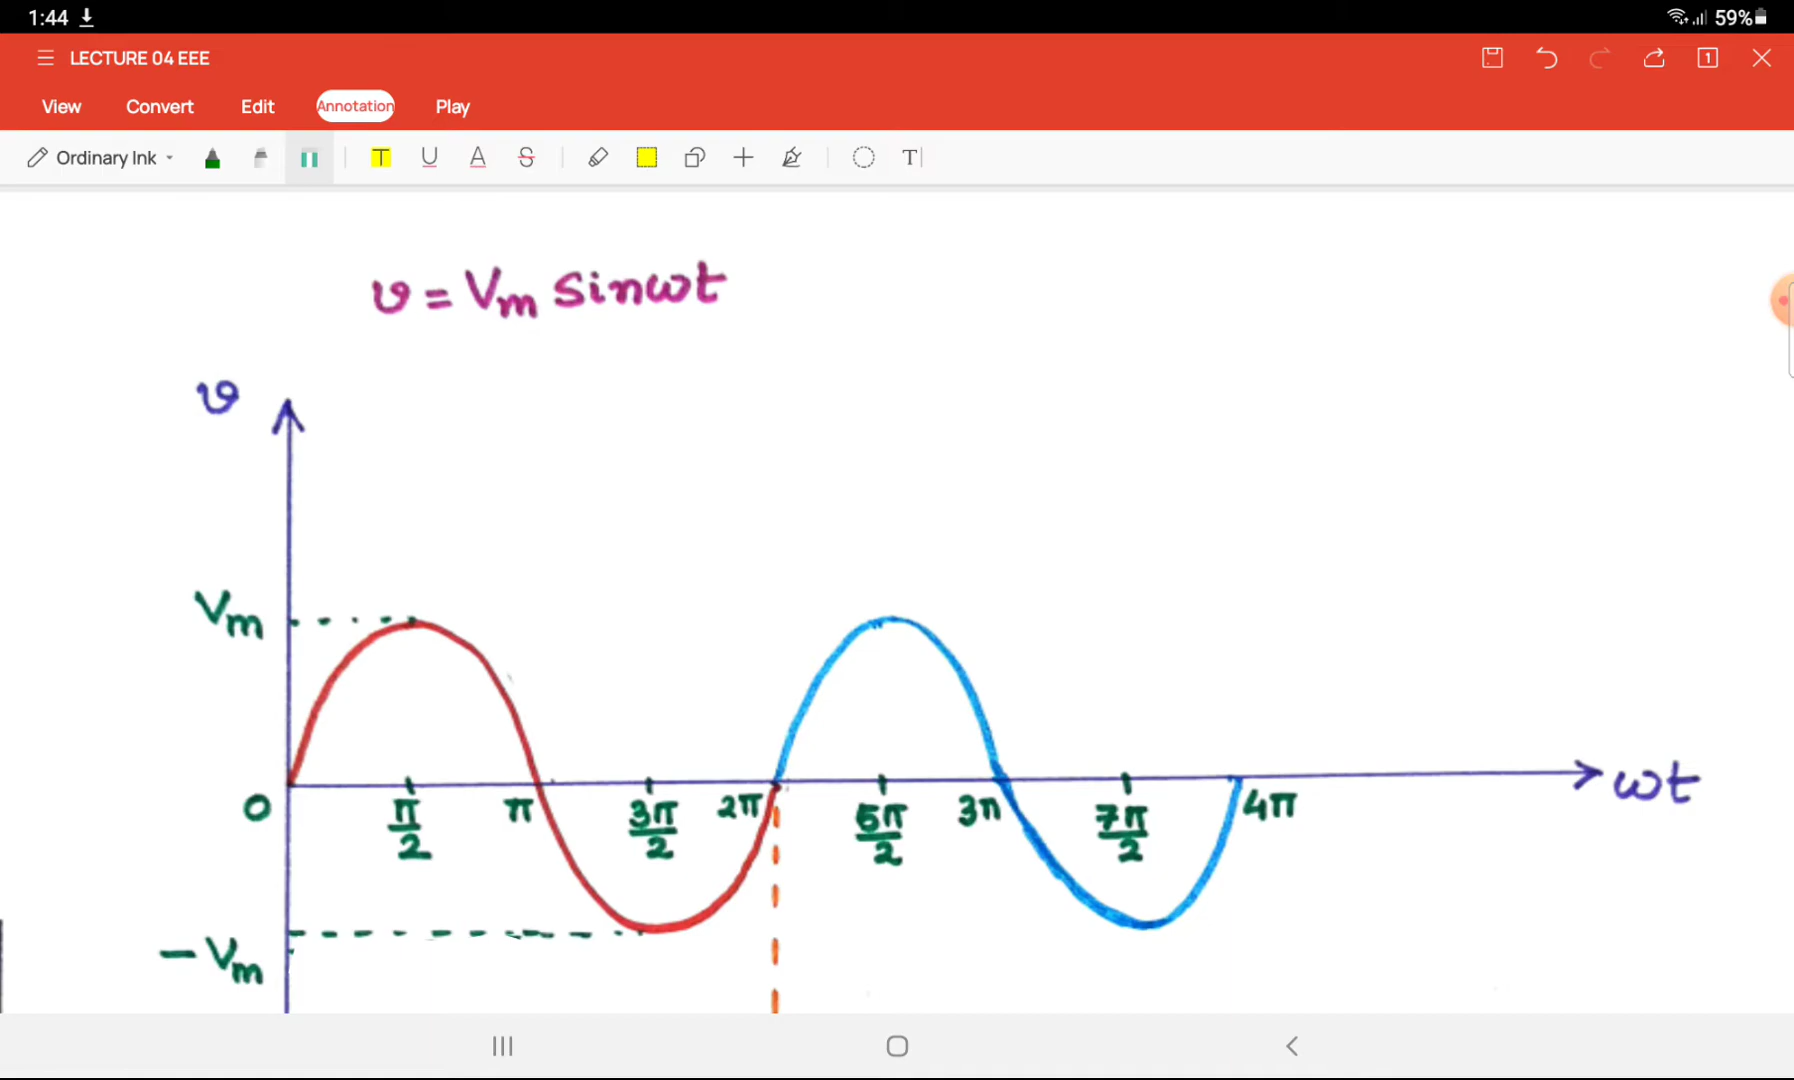 1:44 59%
LECTURE 04 EEE 1
View Convert Edit Annotation Play
Ordinary Ink T U A S T
v = Vm sinωt
v
Vm
0 π/2 π 3π/2 2π 5π/2 3π 7π/2 4π ωt
-Vm